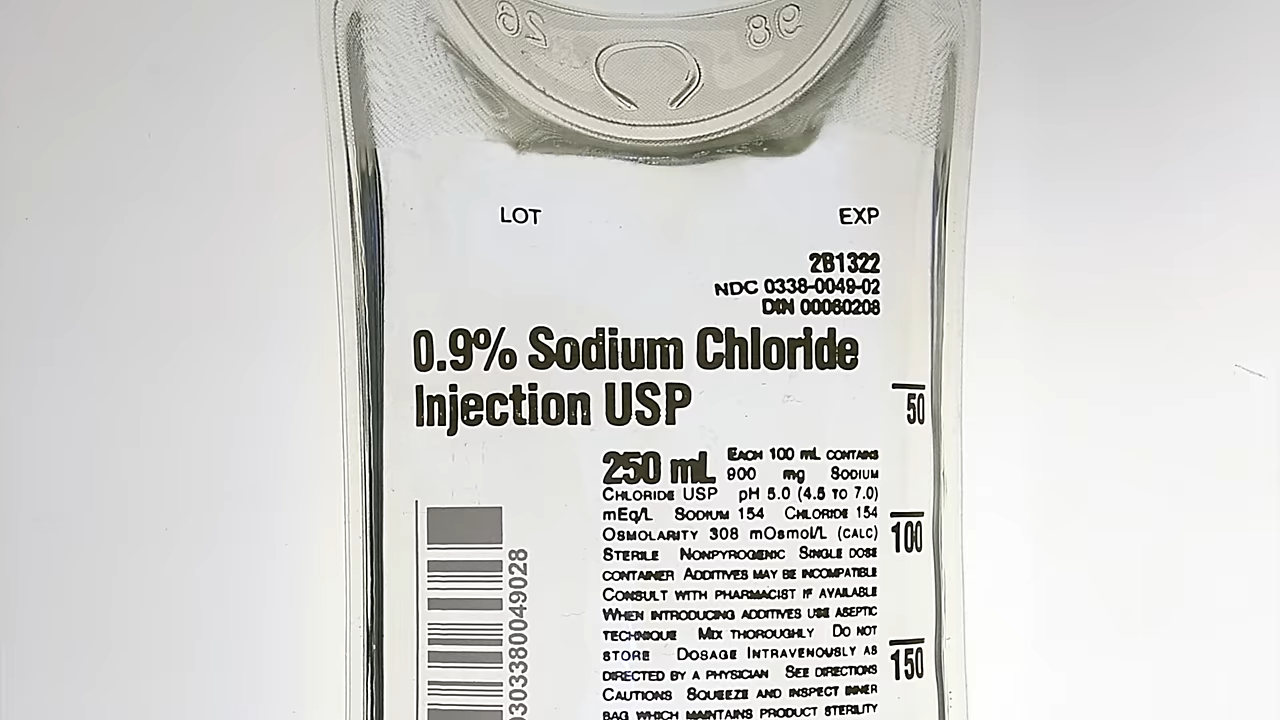 26 98
LOT EXP
2B1322
NDC 0338-0049-02
DIN 00060208
0.9% Sodium Chloride
Injection USP
50
250 mL EACH 100 mL CONTAINS
900 mg SODIUM
CHLORIDE USP pH 5.0 (4.5 TO 7.0)
mEq/L SODIUM 154 CHLORIDE 154
100
OSMOLARITY 308 mOsmol/L (CALC)
STERILE NONPYROGENIC SINGLE DOSE
CONTAINER ADDITIVES MAY BE INCOMPATIBLE
CONSULT WITH PHARMACIST IF AVAILABLE
WHEN INTRODUCING ADDITIVES USE ASEPTIC
TECHNIQUE MIX THOROUGHLY DO NOT
STORE DOSAGE INTRAVENOUSLY AS
150
DIRECTED BY A PHYSICIAN SEE DIRECTIONS
CAUTIONS SQUEEZE AND INSPECT INNER
BAG WHICH MAINTAINS PRODUCT STERILITY
0303380049028